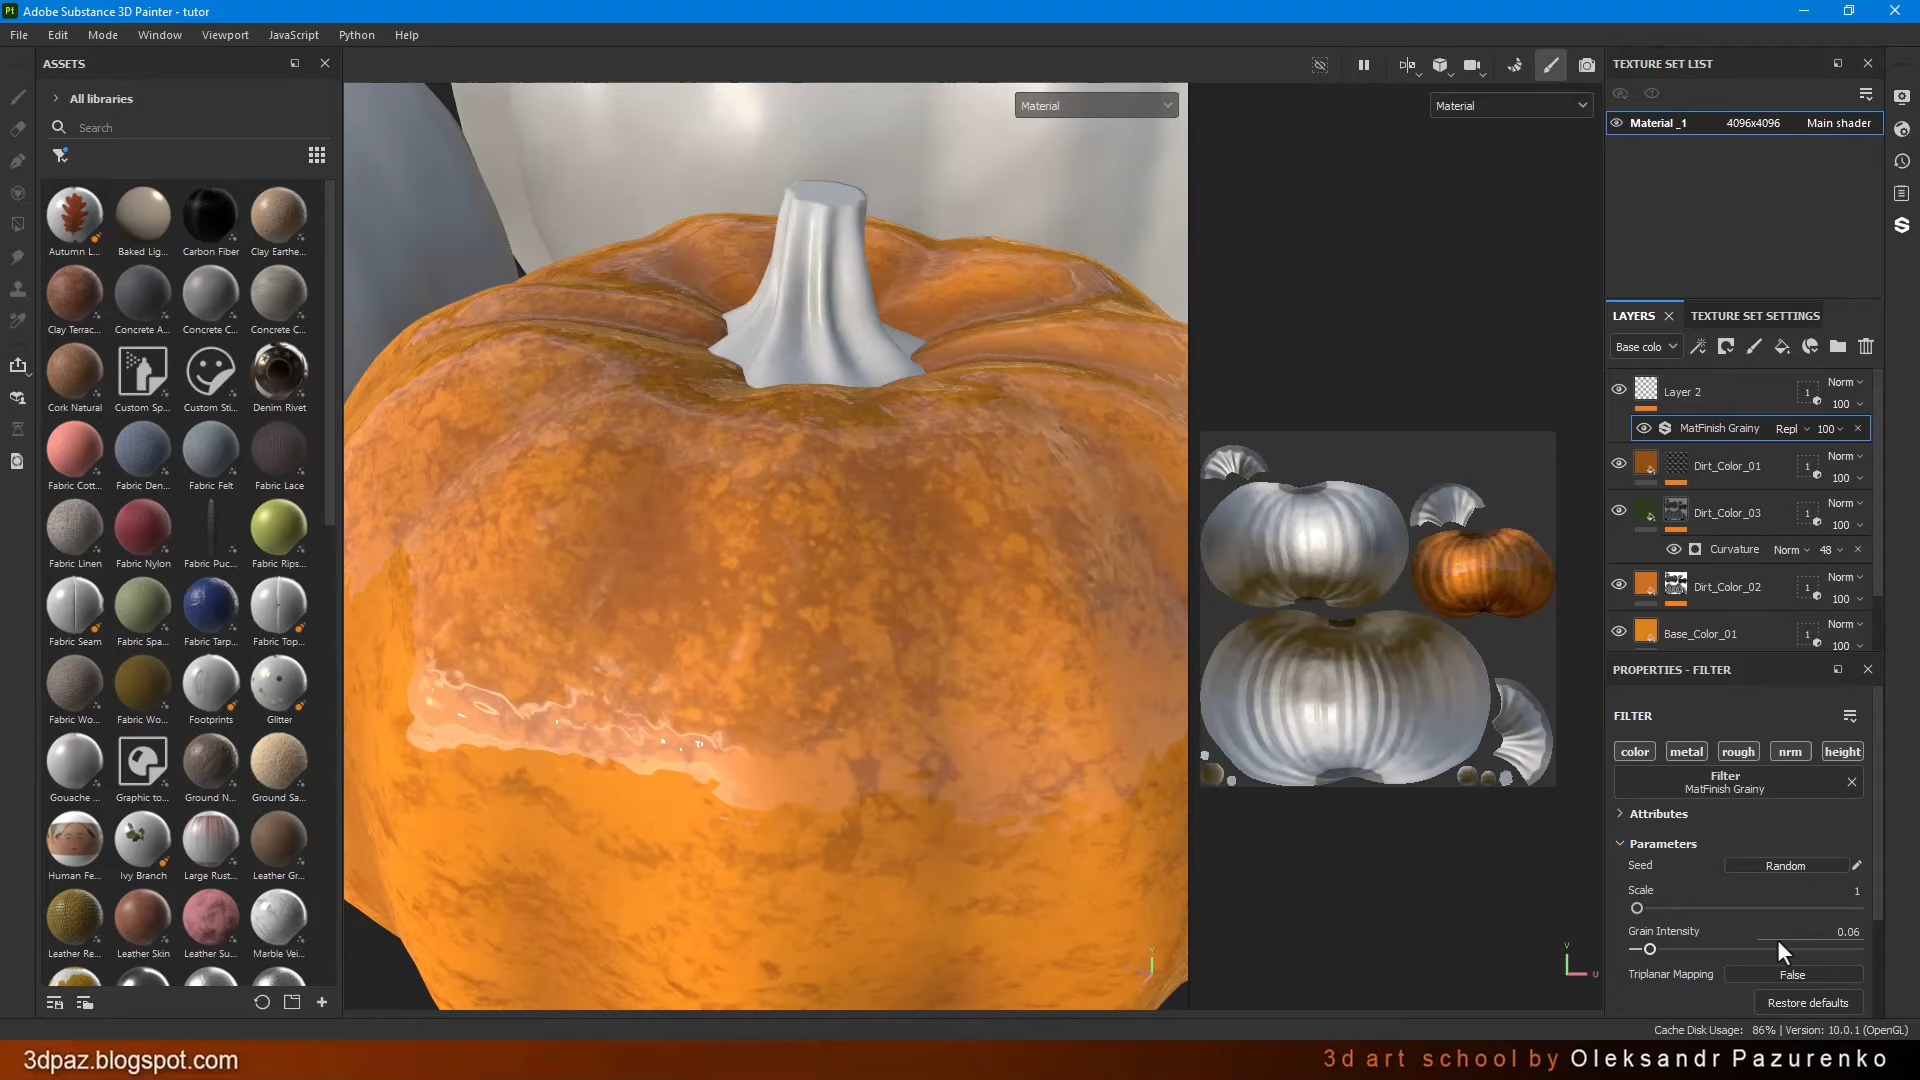 Pt Adobe Substance 3D Painter - tutor
File Edit Mode Window Viewport JavaScript Python Help
ASSETS
All libraries
Search
Autumn L... Baked Lig... Carbon Fiber Clay Earthe...
Clay Terrac... Concrete A... Concrete C... Concrete C...
Cork Natural Custom Sp... Custom Sti... Denim Rivet
Fabric Cott... Fabric Den... Fabric Felt Fabric Lace
Fabric Linen Fabric Nylon Fabric Puc... Fabric Rips...
Fabric Seam Fabric Spa... Fabric Tarp... Fabric Top...
Fabric Wo... Fabric Wo... Footprints Glitter
Gouache ... Graphic to... Ground N... Ground Sa...
Human Fe... Ivy Branch Large Rust... Leather Gr...
Leather Re... Leather Skin Leather Su... Marble Vei...
Material
Material
Y
V
U
TEXTURE SET LIST
Material _1 4096x4096 Main shader
LAYERS TEXTURE SET SETTINGS
Base colo
Layer 2 1 Norm
100
MatFinish Grainy Repl 100
Dirt_Color_01 1 Norm
100
Dirt_Color_03 1 Norm
100
Curvature Norm 48
Dirt_Color_02 1 Norm
100
Base_Color_01 1 Norm
100
PROPERTIES - FILTER
FILTER
color metal rough nrm height
Filter
MatFinish Grainy
Attributes
Parameters
Seed Random
Scale 1
Grain Intensity 0.06
Triplanar Mapping False
Restore defaults
Cache Disk Usage: 86% | Version: 10.0.1 (OpenGL)
3dpaz.blogspot.com
3d art school by Oleksandr Pazurenko